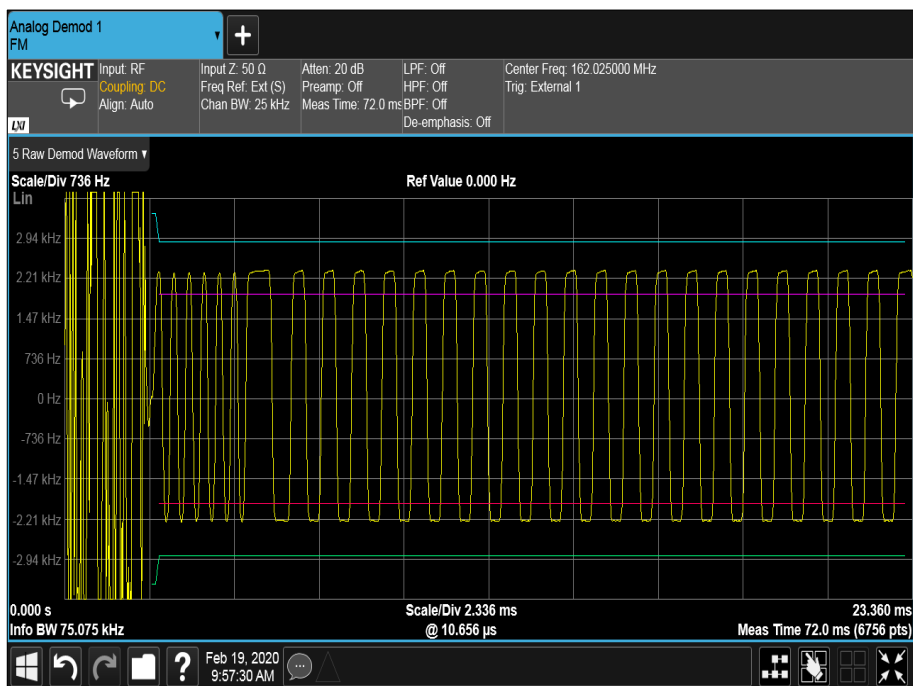 Analog Demod 1
FM
KEYSIGHT
LXI
Input: RF
Coupling: DC
Align: Auto
Input Z: 50 Ω
Freq Ref: Ext (S)
Chan BW: 25 kHz
Atten: 20 dB
Preamp: Off
Meas Time: 72.0 ms
LPF: Off
HPF: Off
BPF: Off
De-emphasis: Off
Center Freq: 162.025000 MHz
Trig: External 1
5 Raw Demod Waveform
Scale/Div 736 Hz
Ref Value 0.000 Hz
Lin
2.94 kHz
2.21 kHz
1.47 kHz
736 Hz
0 Hz
-736 Hz
-1.47 kHz
-2.21 kHz
-2.94 kHz
0.000 s
Scale/Div 2.336 ms
23.360 ms
Info BW 75.075 kHz
@ 10.656 µs
Meas Time 72.0 ms (6756 pts)
Feb 19, 2020
9:57:30 AM